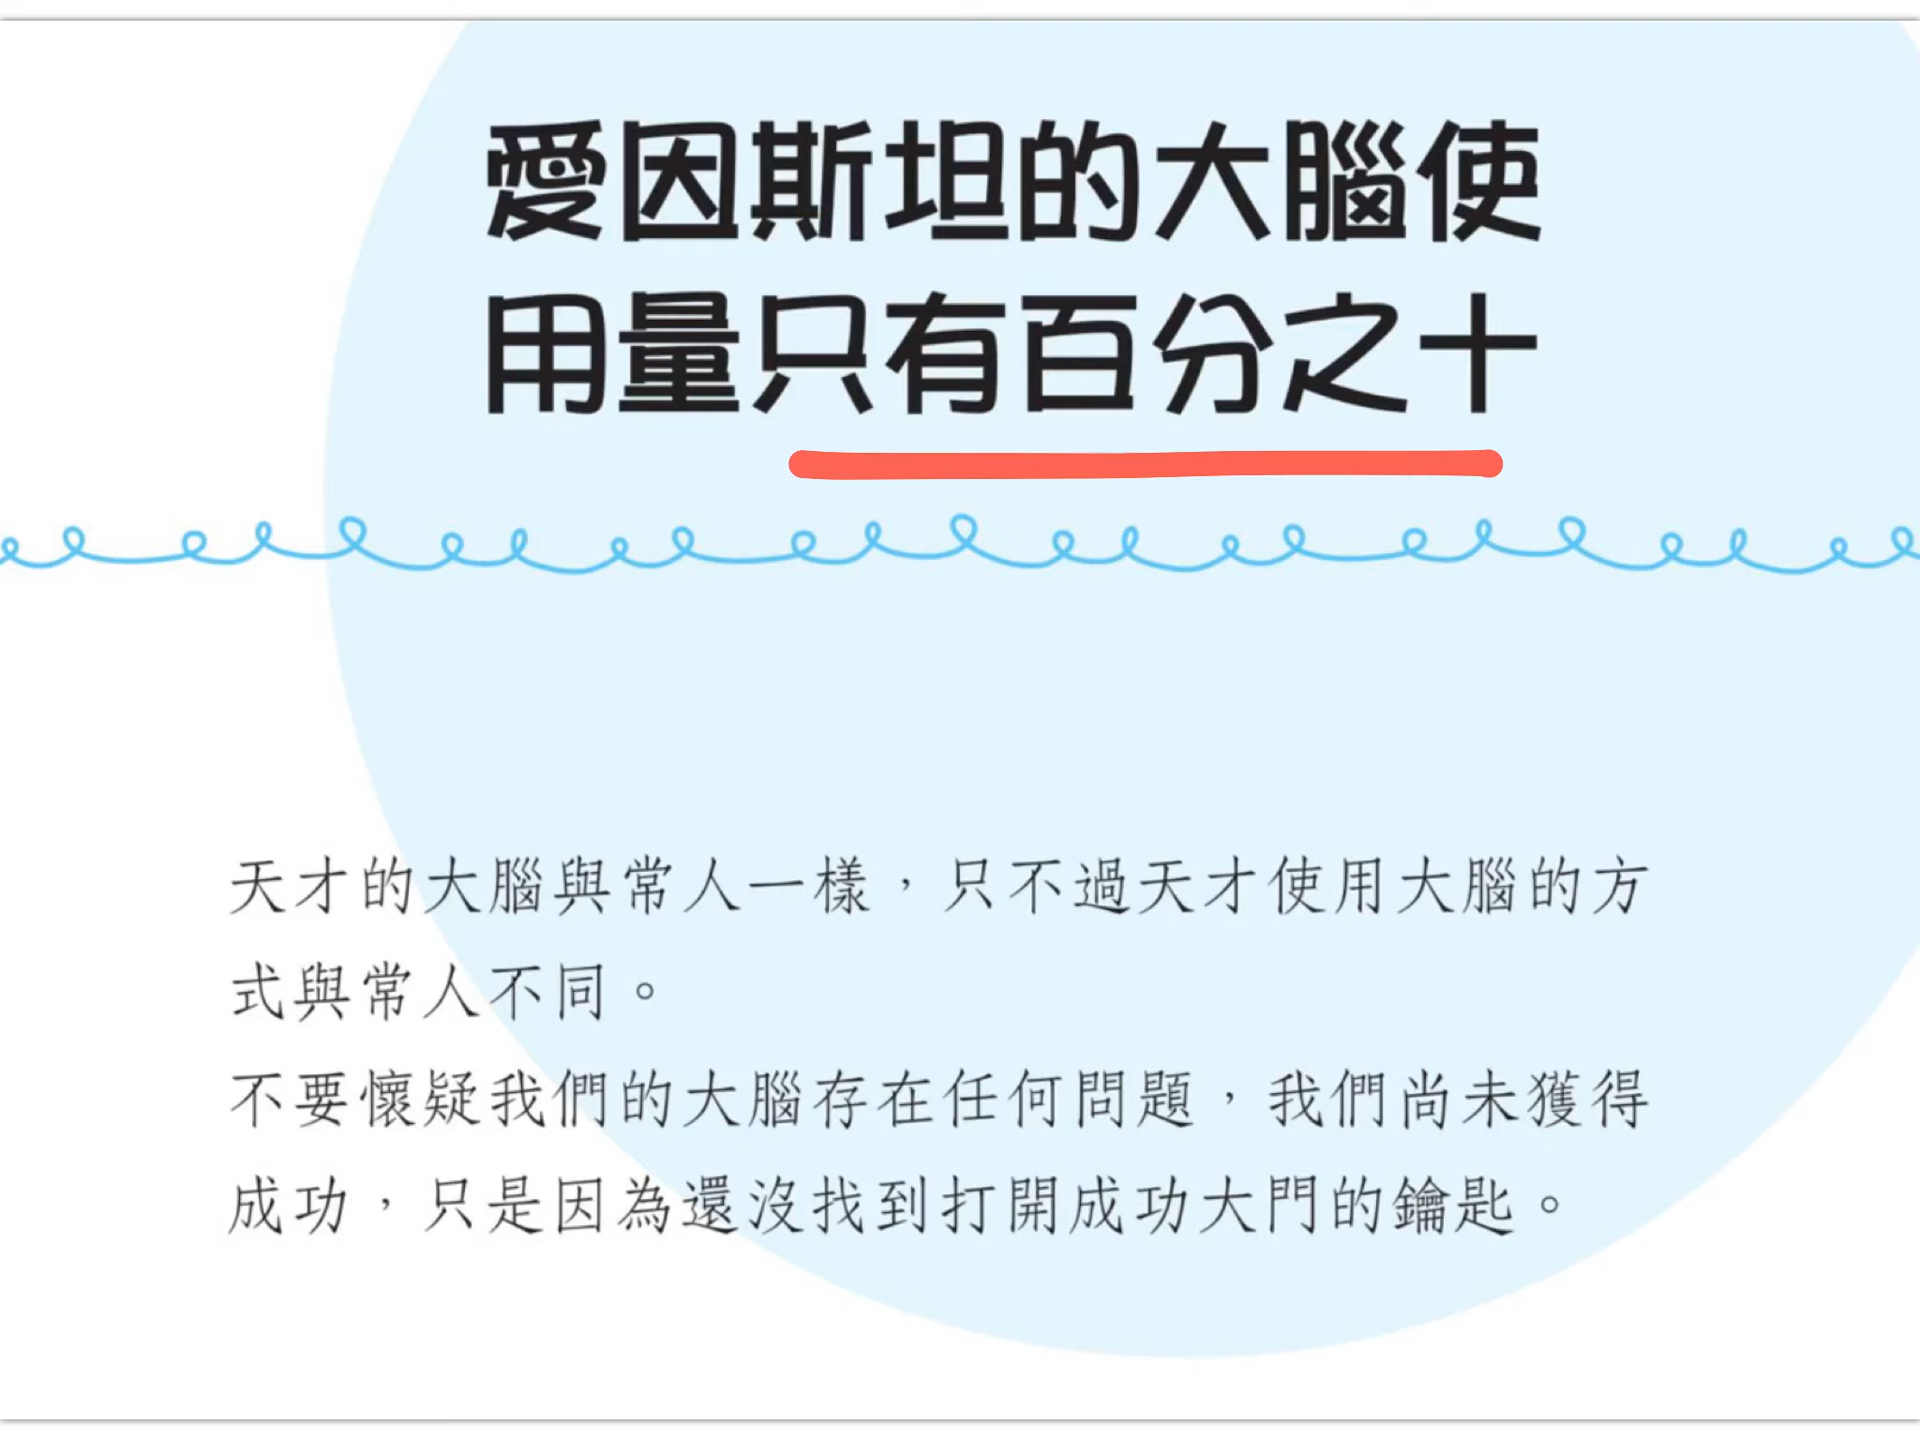 愛因斯坦的大腦使
用量只有百分之十
天才的大腦與常人一樣，只不過天才使用大腦的方
式與常人不同。
不要懷疑我們的大腦存在任何問題，我們尚未獲得
成功，只是因為還沒找到打開成功大門的鑰匙。